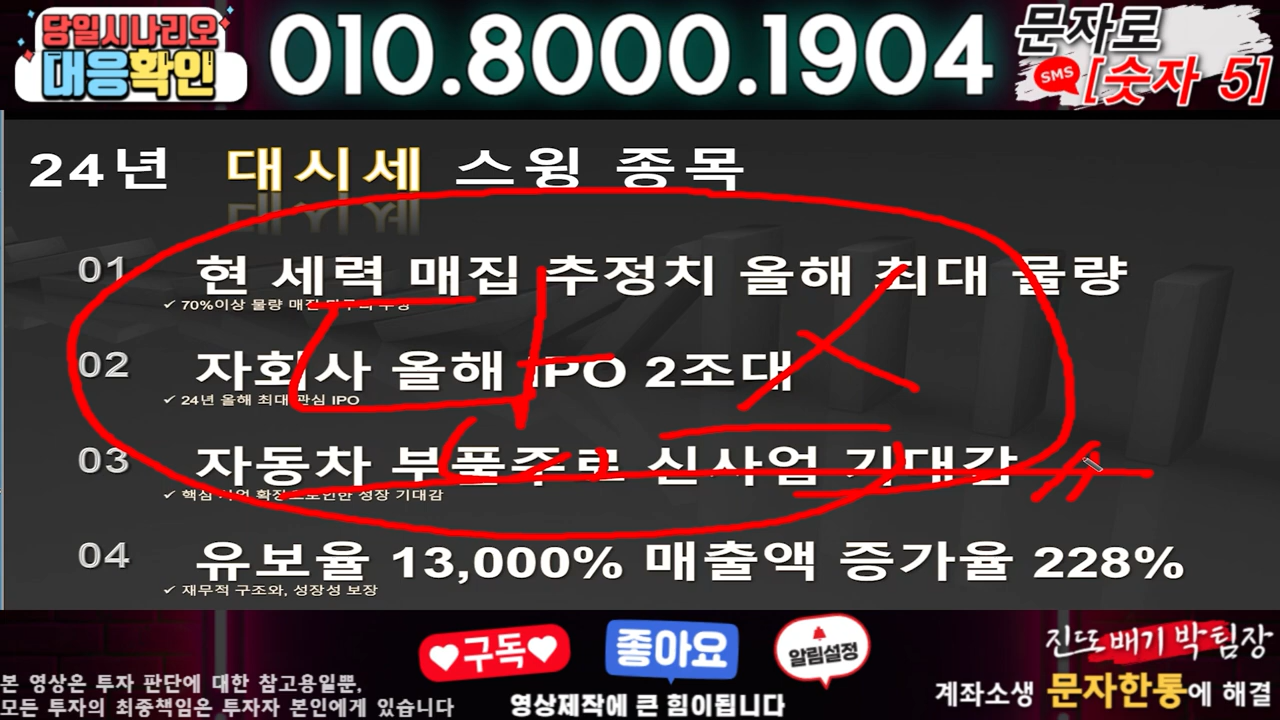 당일시나리오
대응확인
010.8000.1904
문자로
SMS
[숫자 5]
24년 대시세 스윙 종목
01 현 세력 매집 추정치 올해 최대 물량
✓ 70%이상 물량 매집
02 자회사 올해 IPO 2조대
✓ 24년 올해 최대 관심 IPO
03 자동차 부품주로 신사업 기대감
✓ 핵심 사업 확장으로인한 성장 기대감
04 유보율 13,000% 매출액 증가율 228%
✓ 재무적 구조와, 성장성 보장
구독
좋아요
알림설정
영상제작에 큰 힘이됩니다
본 영상은 투자 판단에 대한 참고용일뿐,
모든 투자의 최종책임은 투자자 본인에게 있습니다
진또배기 박팀장
계좌소생 문자한통에 해결